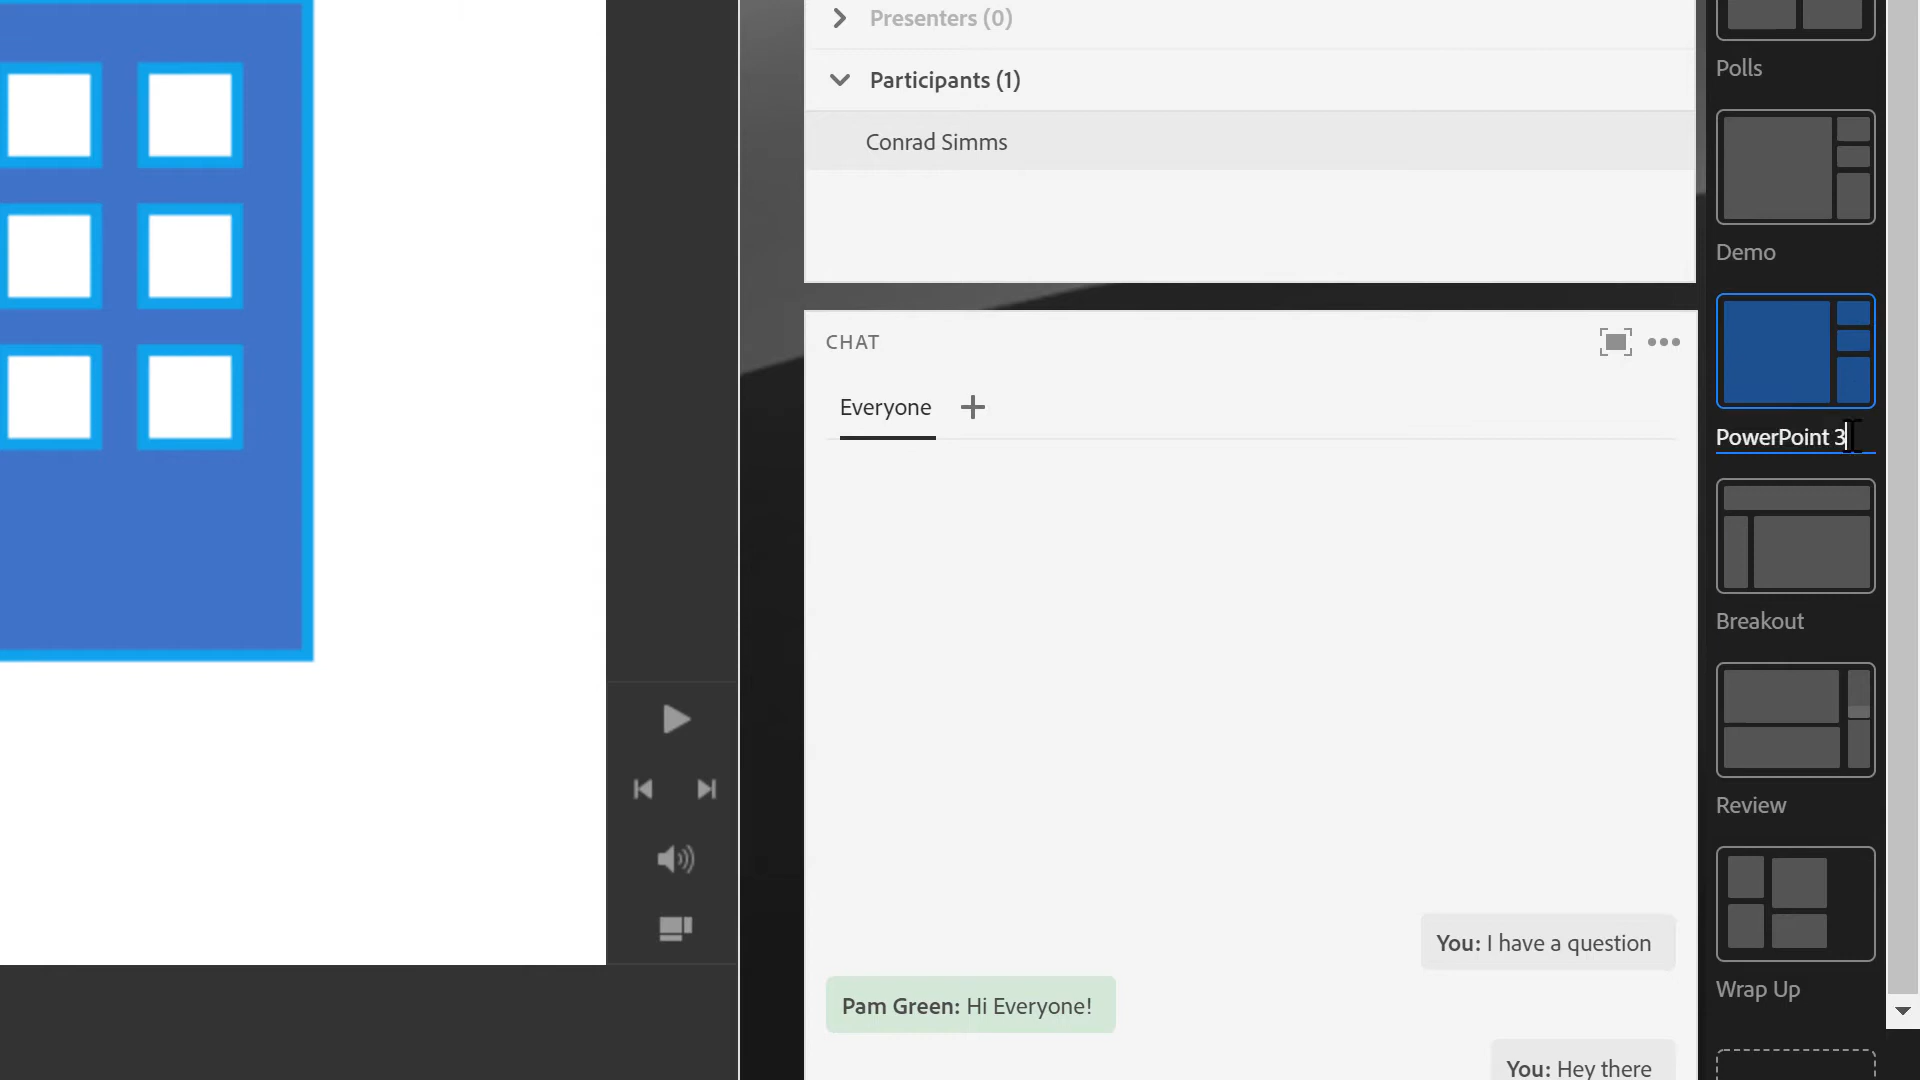 Presenters (0)
Participants (1)
Conrad Simms
CHAT
Everyone
You: I have a question
Pam Green: Hi Everyone!
You: Hey there
Polls
Demo
PowerPoint 3
Breakout
Review
Wrap Up